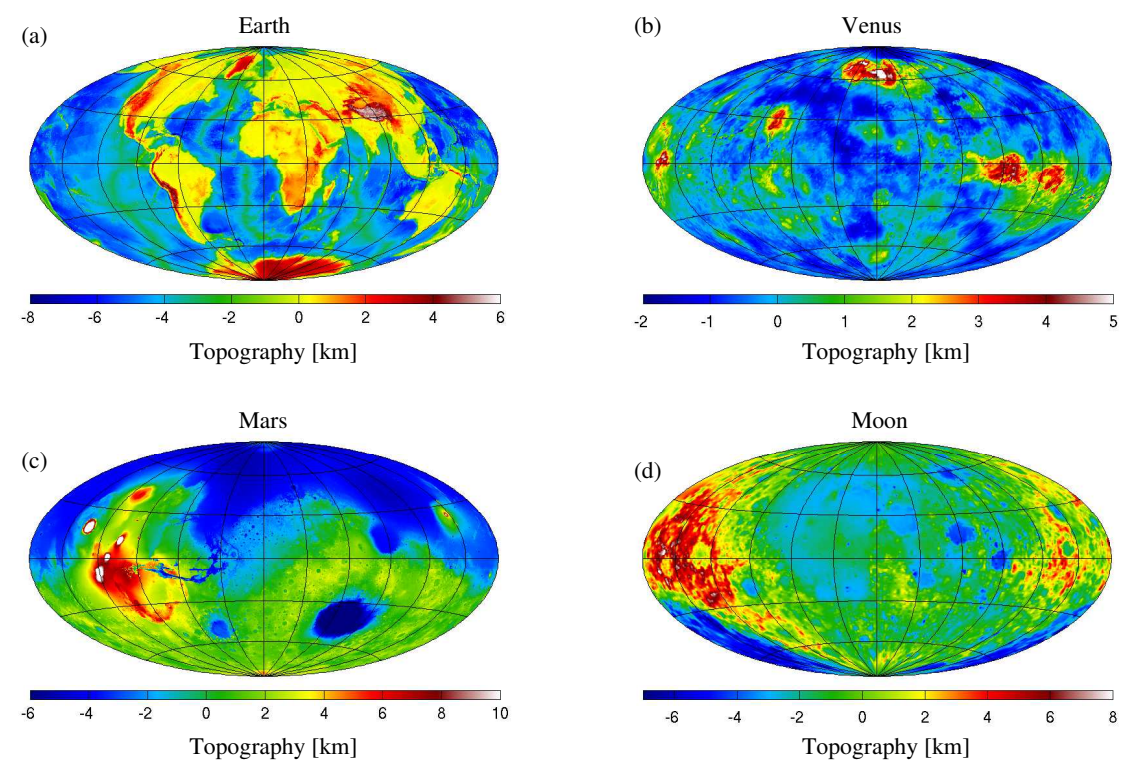 (a)
Earth
-8 -6 -4 -2 0 2 4 6
Topography [km]
(b)
Venus
-2 -1 0 1 2 3 4 5
Topography [km]
(c)
Mars
-6 -4 -2 0 2 4 6 8 10
Topography [km]
(d)
Moon
-6 -4 -2 0 2 4 6 8
Topography [km]